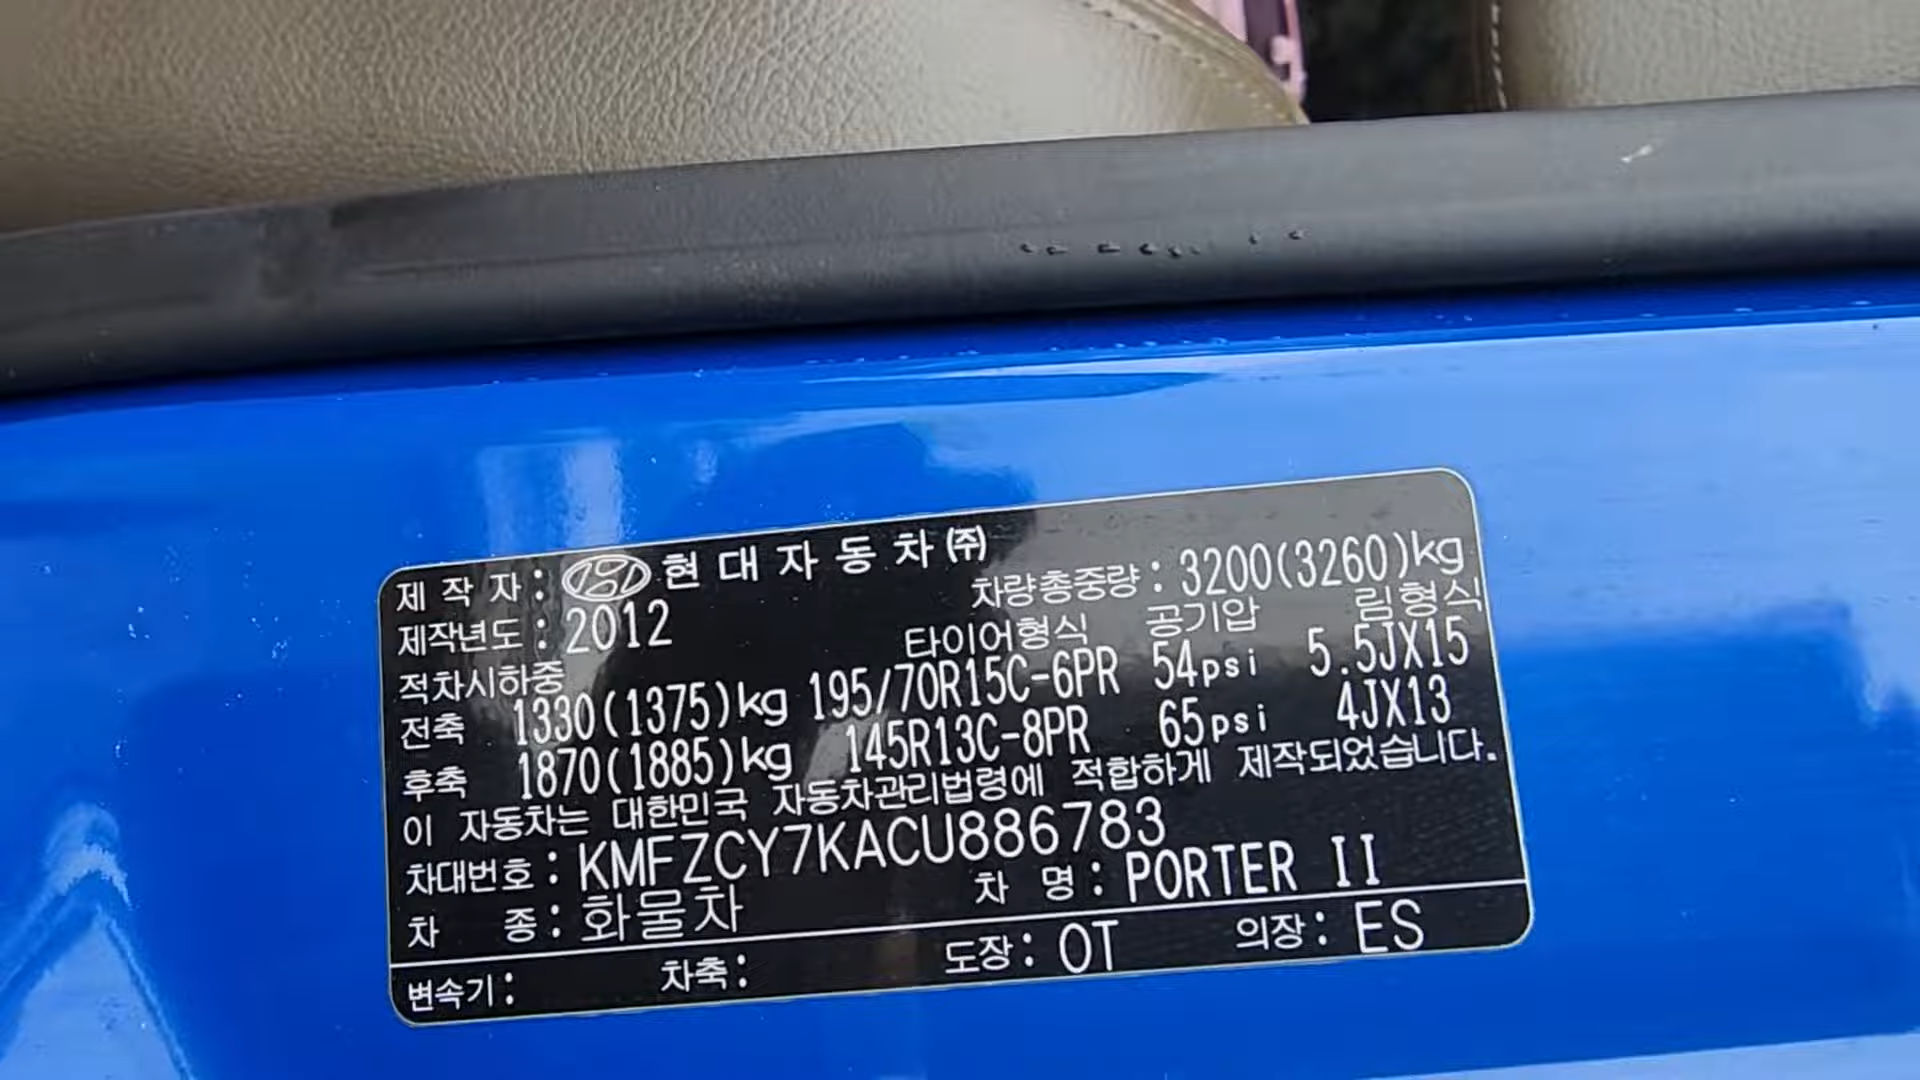 제 작 자 : 현 대 자 동 차 ㈜
제작년도 : 2012 차량총중량 : 3200(3260)kg
적차시하중 타이어형식 공기압 림형식
전축 1330(1375)kg 195/70R15C-6PR 54psi 5.5JX15
후축 1870(1885)kg 145R13C-8PR 65psi 4JX13
이 자동차는 대한민국 자동차관리법령에 적합하게 제작되었습니다.
차대번호 : KMFZCY7KACU886783
차 종 : 화물차 차 명 : PORTER II
변속기 : 차축 : 도장 : OT 의장 : ES